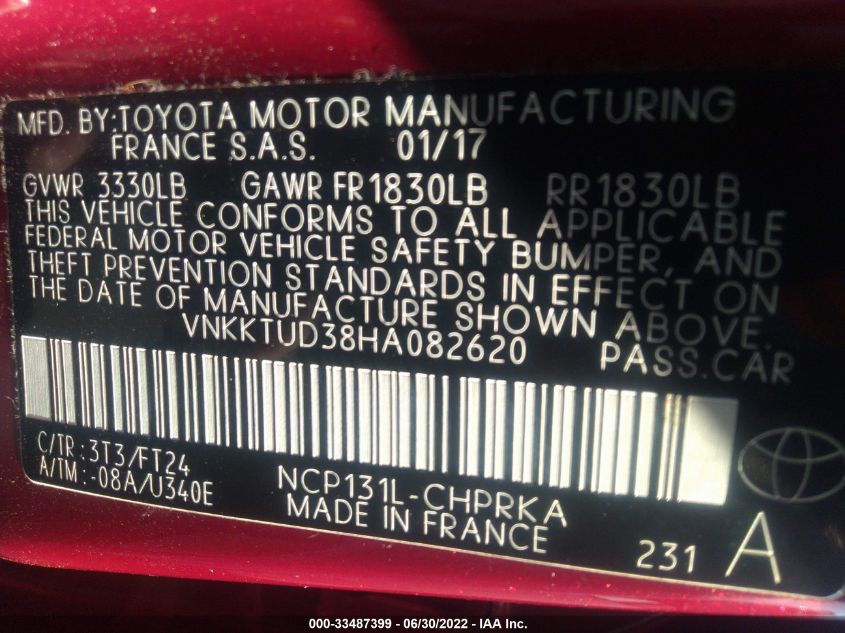 MFD. BY:TOYOTA MOTOR MANUFACTURING
FRANCE S.A.S. 01/17
GVWR 3330LB GAWR FR1830LB RR1830LB
THIS VEHICLE CONFORMS TO ALL APPLICABLE
FEDERAL MOTOR VEHICLE SAFETY BUMPER, AND
THEFT PREVENTION STANDARDS IN EFFECT ON
THE DATE OF MANUFACTURE SHOWN ABOVE.
VNKKTUD38HA082620 PASS.CAR
C/TR: 3T3/FT24
A/TM: -08A/U340E
NCP131L-CHPRKA
MADE IN FRANCE
231 A
000-33487399 - 06/30/2022 - IAA Inc.